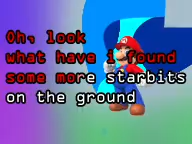 Oh, look
what have i found
some more starbits
on the ground